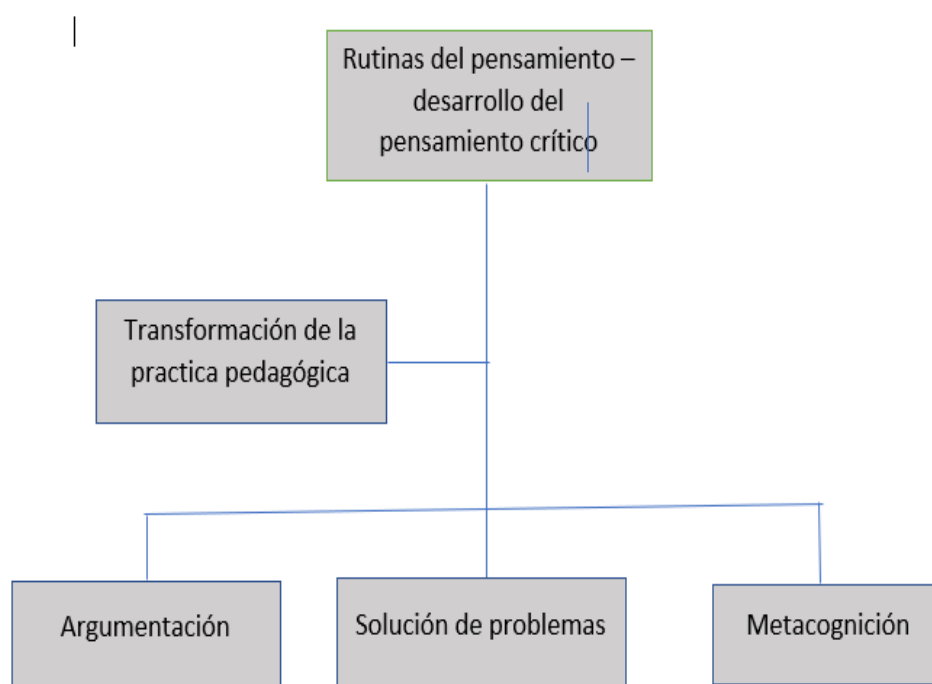 Rutinas del pensamiento –
desarrollo del
pensamiento crítico
Transformación de la
practica pedagógica
Argumentación
Solución de problemas
Metacognición